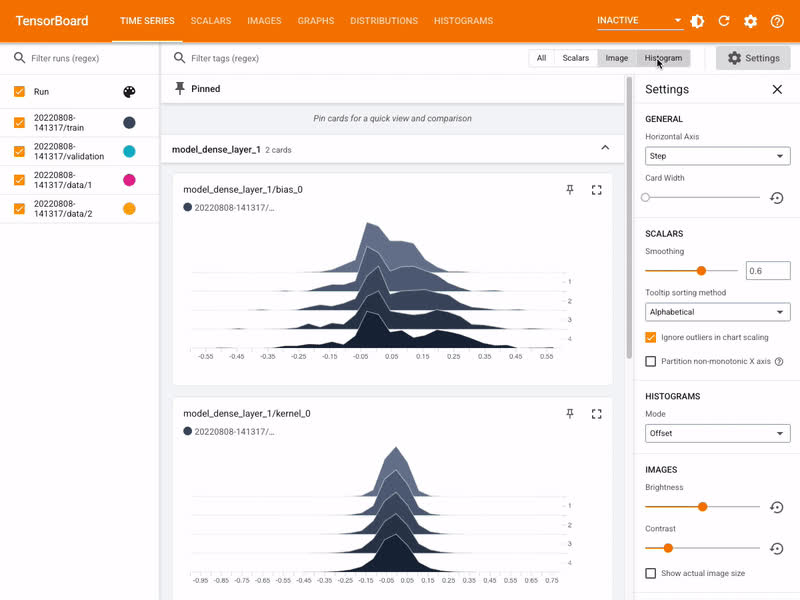 TensorBoard
TIME SERIES SCALARS IMAGES GRAPHS DISTRIBUTIONS HISTOGRAMS
INACTIVE
Filter runs (regex)
Run
20220808-
141317/train
20220808-
141317/validation
20220808-
141317/data/1
20220808-
141317/data/2
Filter tags (regex)
All Scalars Image Histogram
Settings
Pinned
Pin cards for a quick view and comparison
model_dense_layer_1 2 cards
model_dense_layer_1/bias_0
20220808-141317/...
1
2
3
4
-0.55 -0.45 -0.35 -0.25 -0.15 -0.05 0.05 0.15 0.25 0.35 0.45 0.55
model_dense_layer_1/kernel_0
20220808-141317/...
1
2
3
4
-0.95 -0.85 -0.75 -0.65 -0.55 -0.45 -0.35 -0.25 -0.15 -0.05 0.05 0.15 0.25 0.35 0.45 0.55 0.65 0.75
Settings
GENERAL
Horizontal Axis
Step
Card Width
SCALARS
Smoothing
0.6
Tooltip sorting method
Alphabetical
Ignore outliers in chart scaling
Partition non-monotonic X axis
HISTOGRAMS
Mode
Offset
IMAGES
Brightness
Contrast
Show actual image size